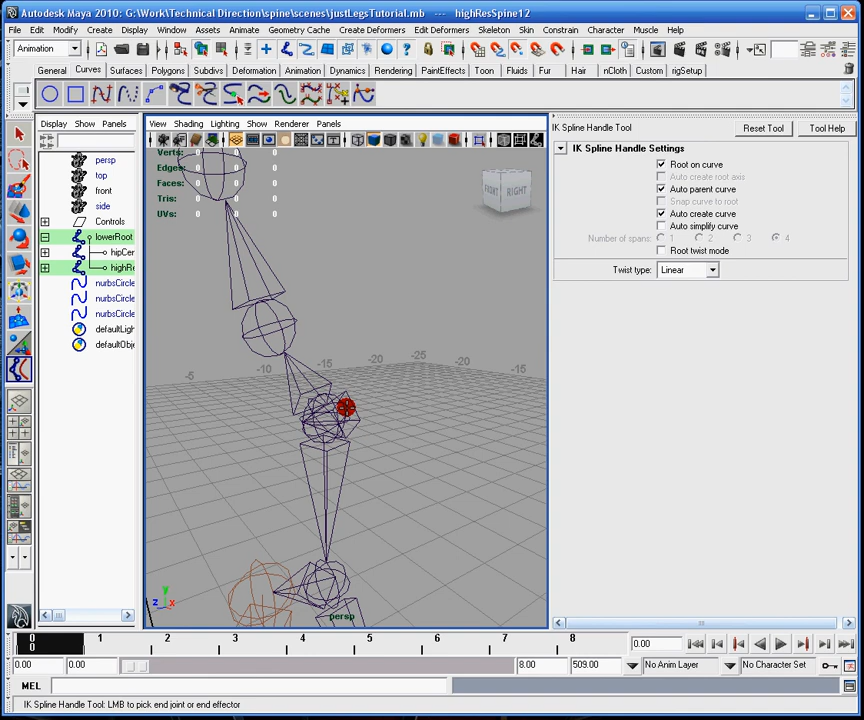 Autodesk Maya 2010: G:\Work\Technical Direction\spine\scenes\justLegsTutorial.mb --- highResSpine12
File Edit Modify Create Display Window Assets Animate Geometry Cache Create Deformers Edit Deformers Skeleton Skin Constrain Character Muscle Help
Animation
General Curves Surfaces Polygons Subdivs Deformation Animation Dynamics Rendering PaintEffects Toon Fluids Fur Hair nCloth Custom rigSetup
Display Show Panels
View Shading Lighting Show Renderer Panels
IK Spline Handle Tool Reset Tool Tool Help
IK Spline Handle Settings
Root on curve
Auto create root axis
Auto parent curve
Snap curve to root
Auto create curve
Auto simplify curve
Number of spans: 1 2 3 4
Root twist mode
Twist type: Linear
persp
top
front
side
Controls
lowerRoot
hipCer
highRe
nurbsCircle
nurbsCircle
nurbsCircle
defaultLigh
defaultObje
Verts: 0 0 0
Edges: 0 0 0
Faces: 0 0 0
Tris: 0 0 0
UVs: 0 0 0
FRONT RIGHT
-5 -10 -15 -20 -25 -20 -15
y
z x
persp
0 1 2 3 4 5 6 7 8
0
0.00
0.00 0.00 8.00 509.00 No Anim Layer No Character Set
MEL
IK Spline Handle Tool: LMB to pick end joint or end effector